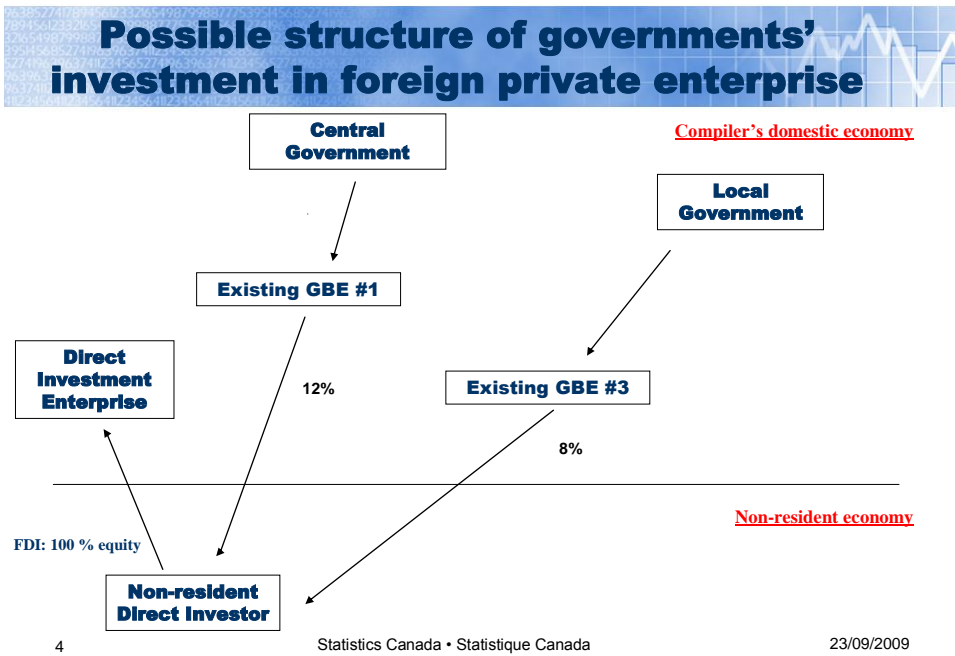 Possible structure of governments'
investment in foreign private enterprise
Central
Government
Compiler's domestic economy
Local
Government
Existing GBE #1
Direct
Investment
Enterprise
12%
Existing GBE #3
8%
Non-resident economy
FDI: 100 % equity
Non-resident
Direct Investor
4
Statistics Canada • Statistique Canada
23/09/2009